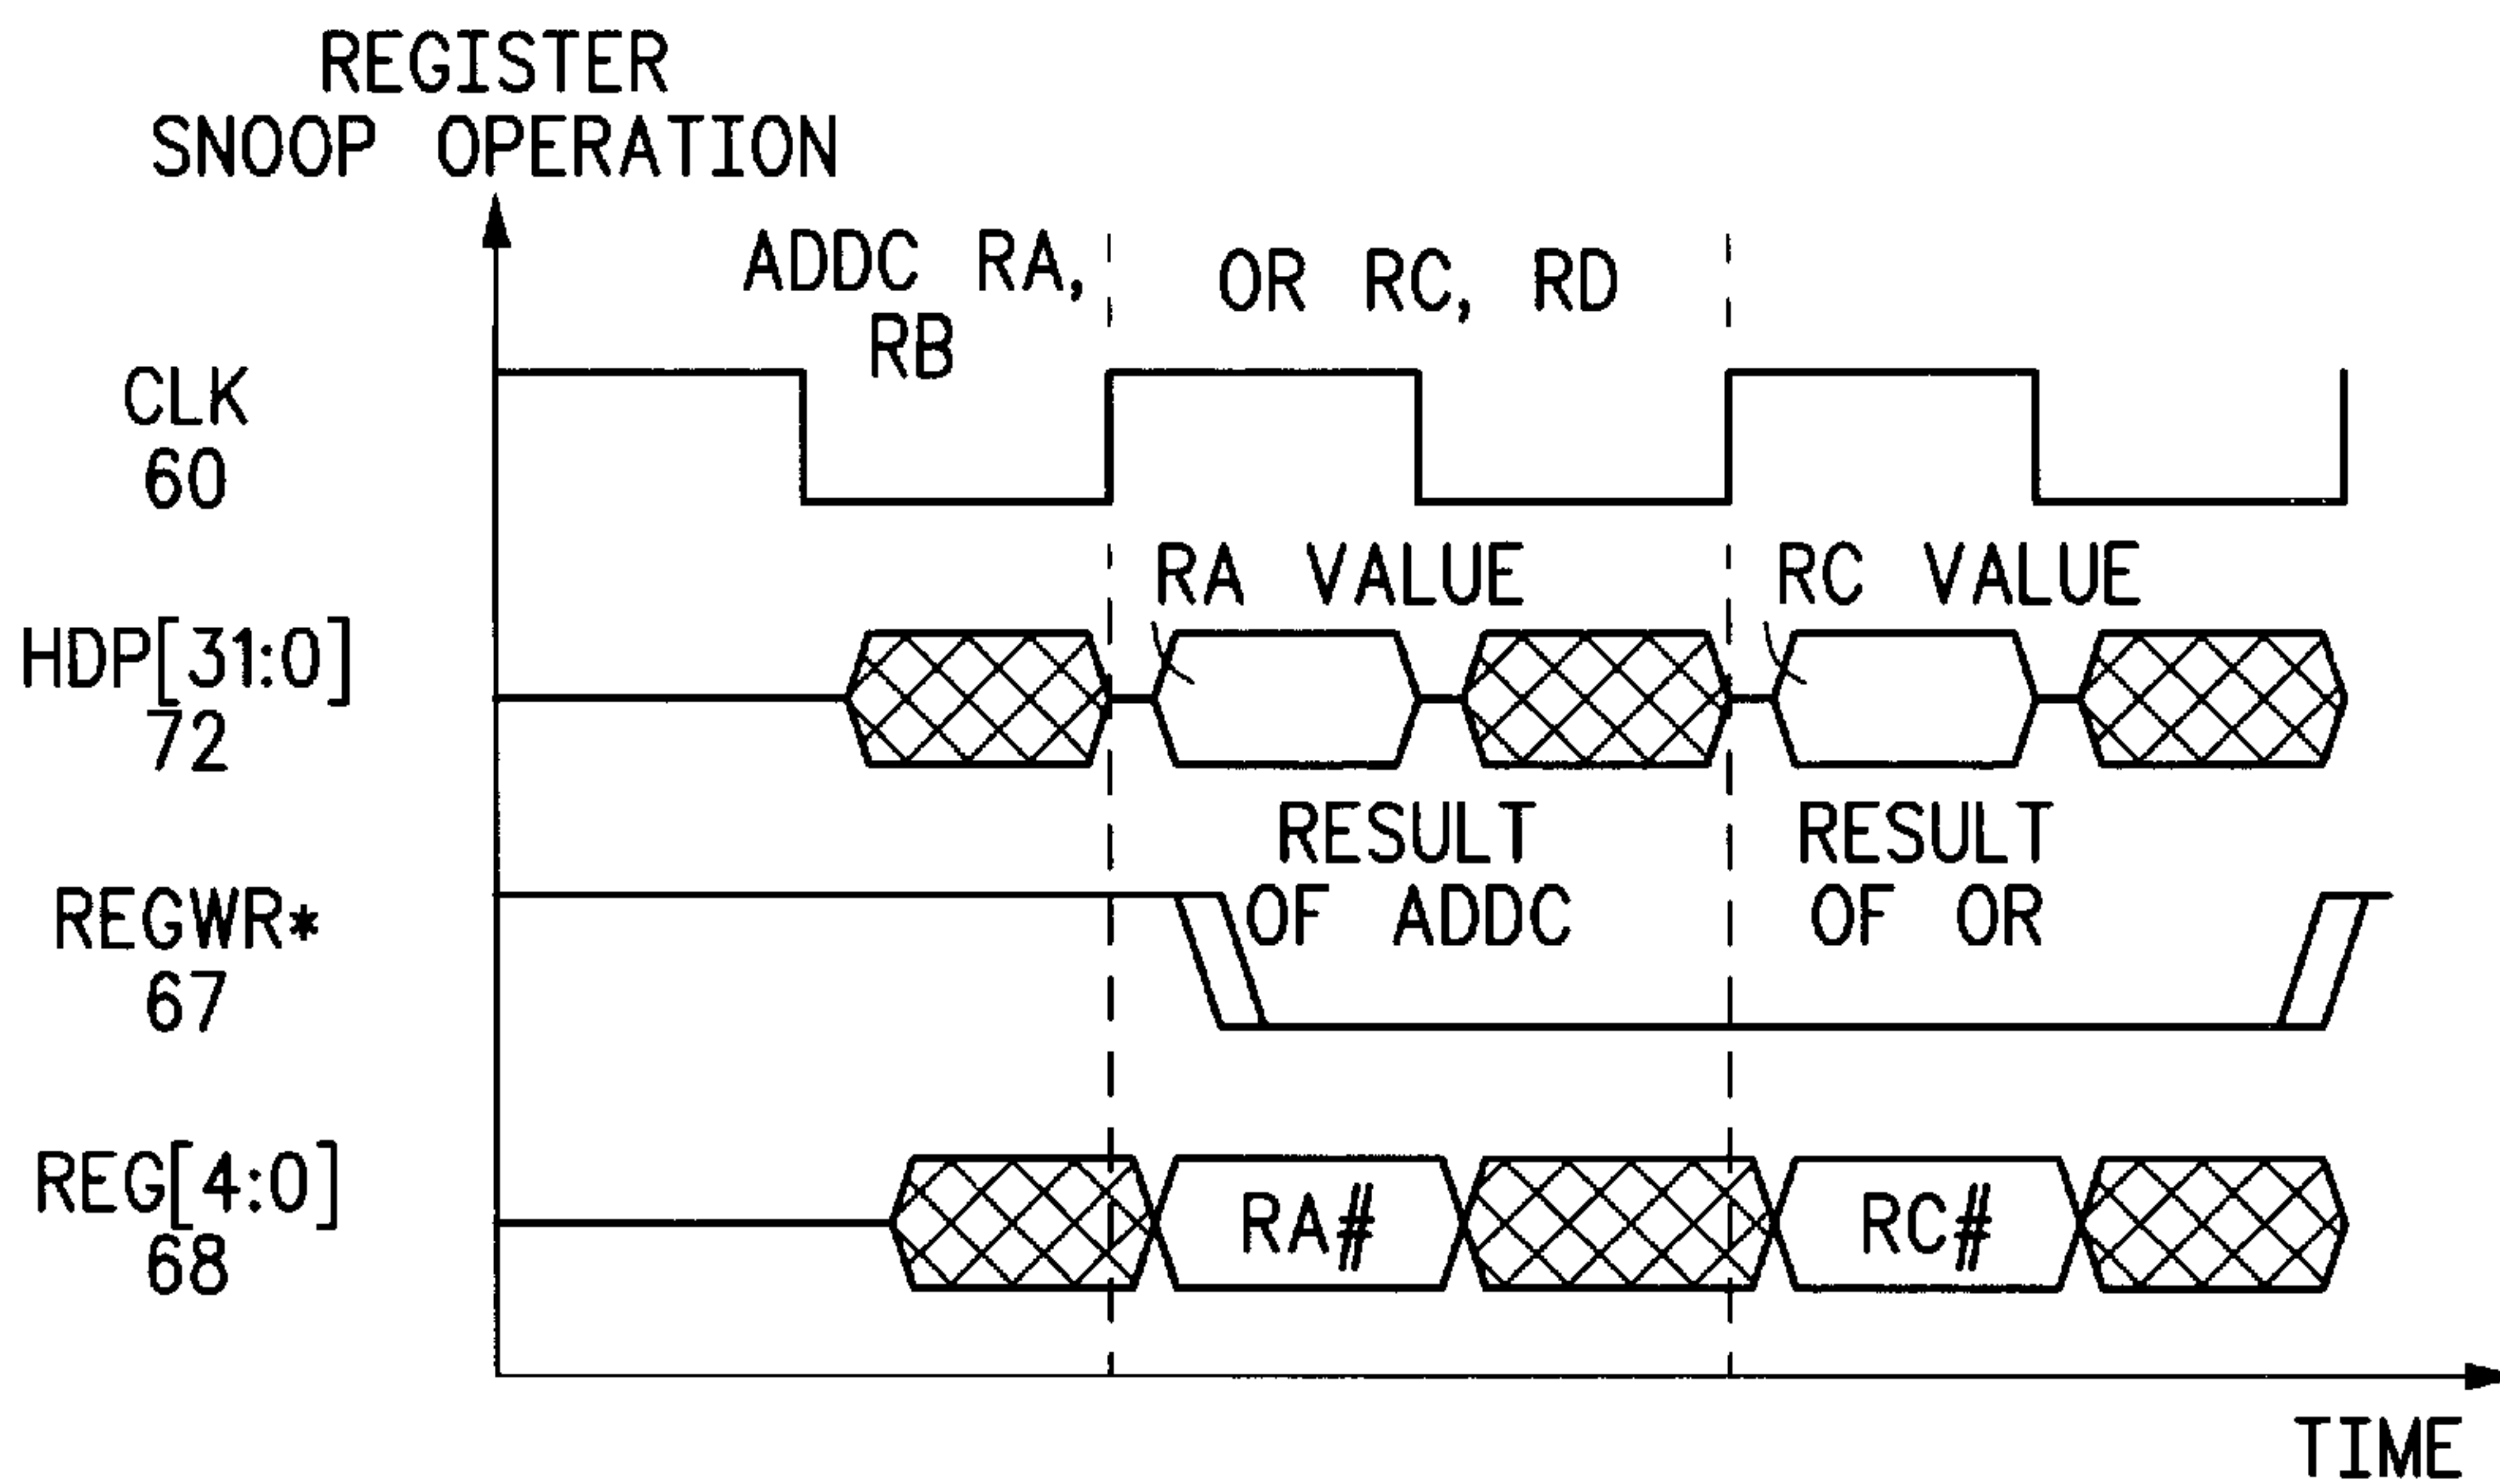 REGISTER
SNOOP OPERATION
ADDC RA,
RB
OR RC, RD
CLK
60
RA VALUE
RC VALUE
HDP[31:0]
72
RESULT
OF ADDC
RESULT
OF OR
REGWR*
67
REG[4:0]
68
RA#
RC#
TIME